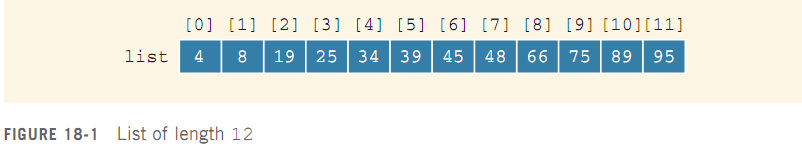 [0] [1] [2] [3] [4] [5] [6] [7] [8] [9] [10][11]
list 4 8 19 25 34 39 45 48 66 75 89 95
FIGURE 18-1 List of length 12